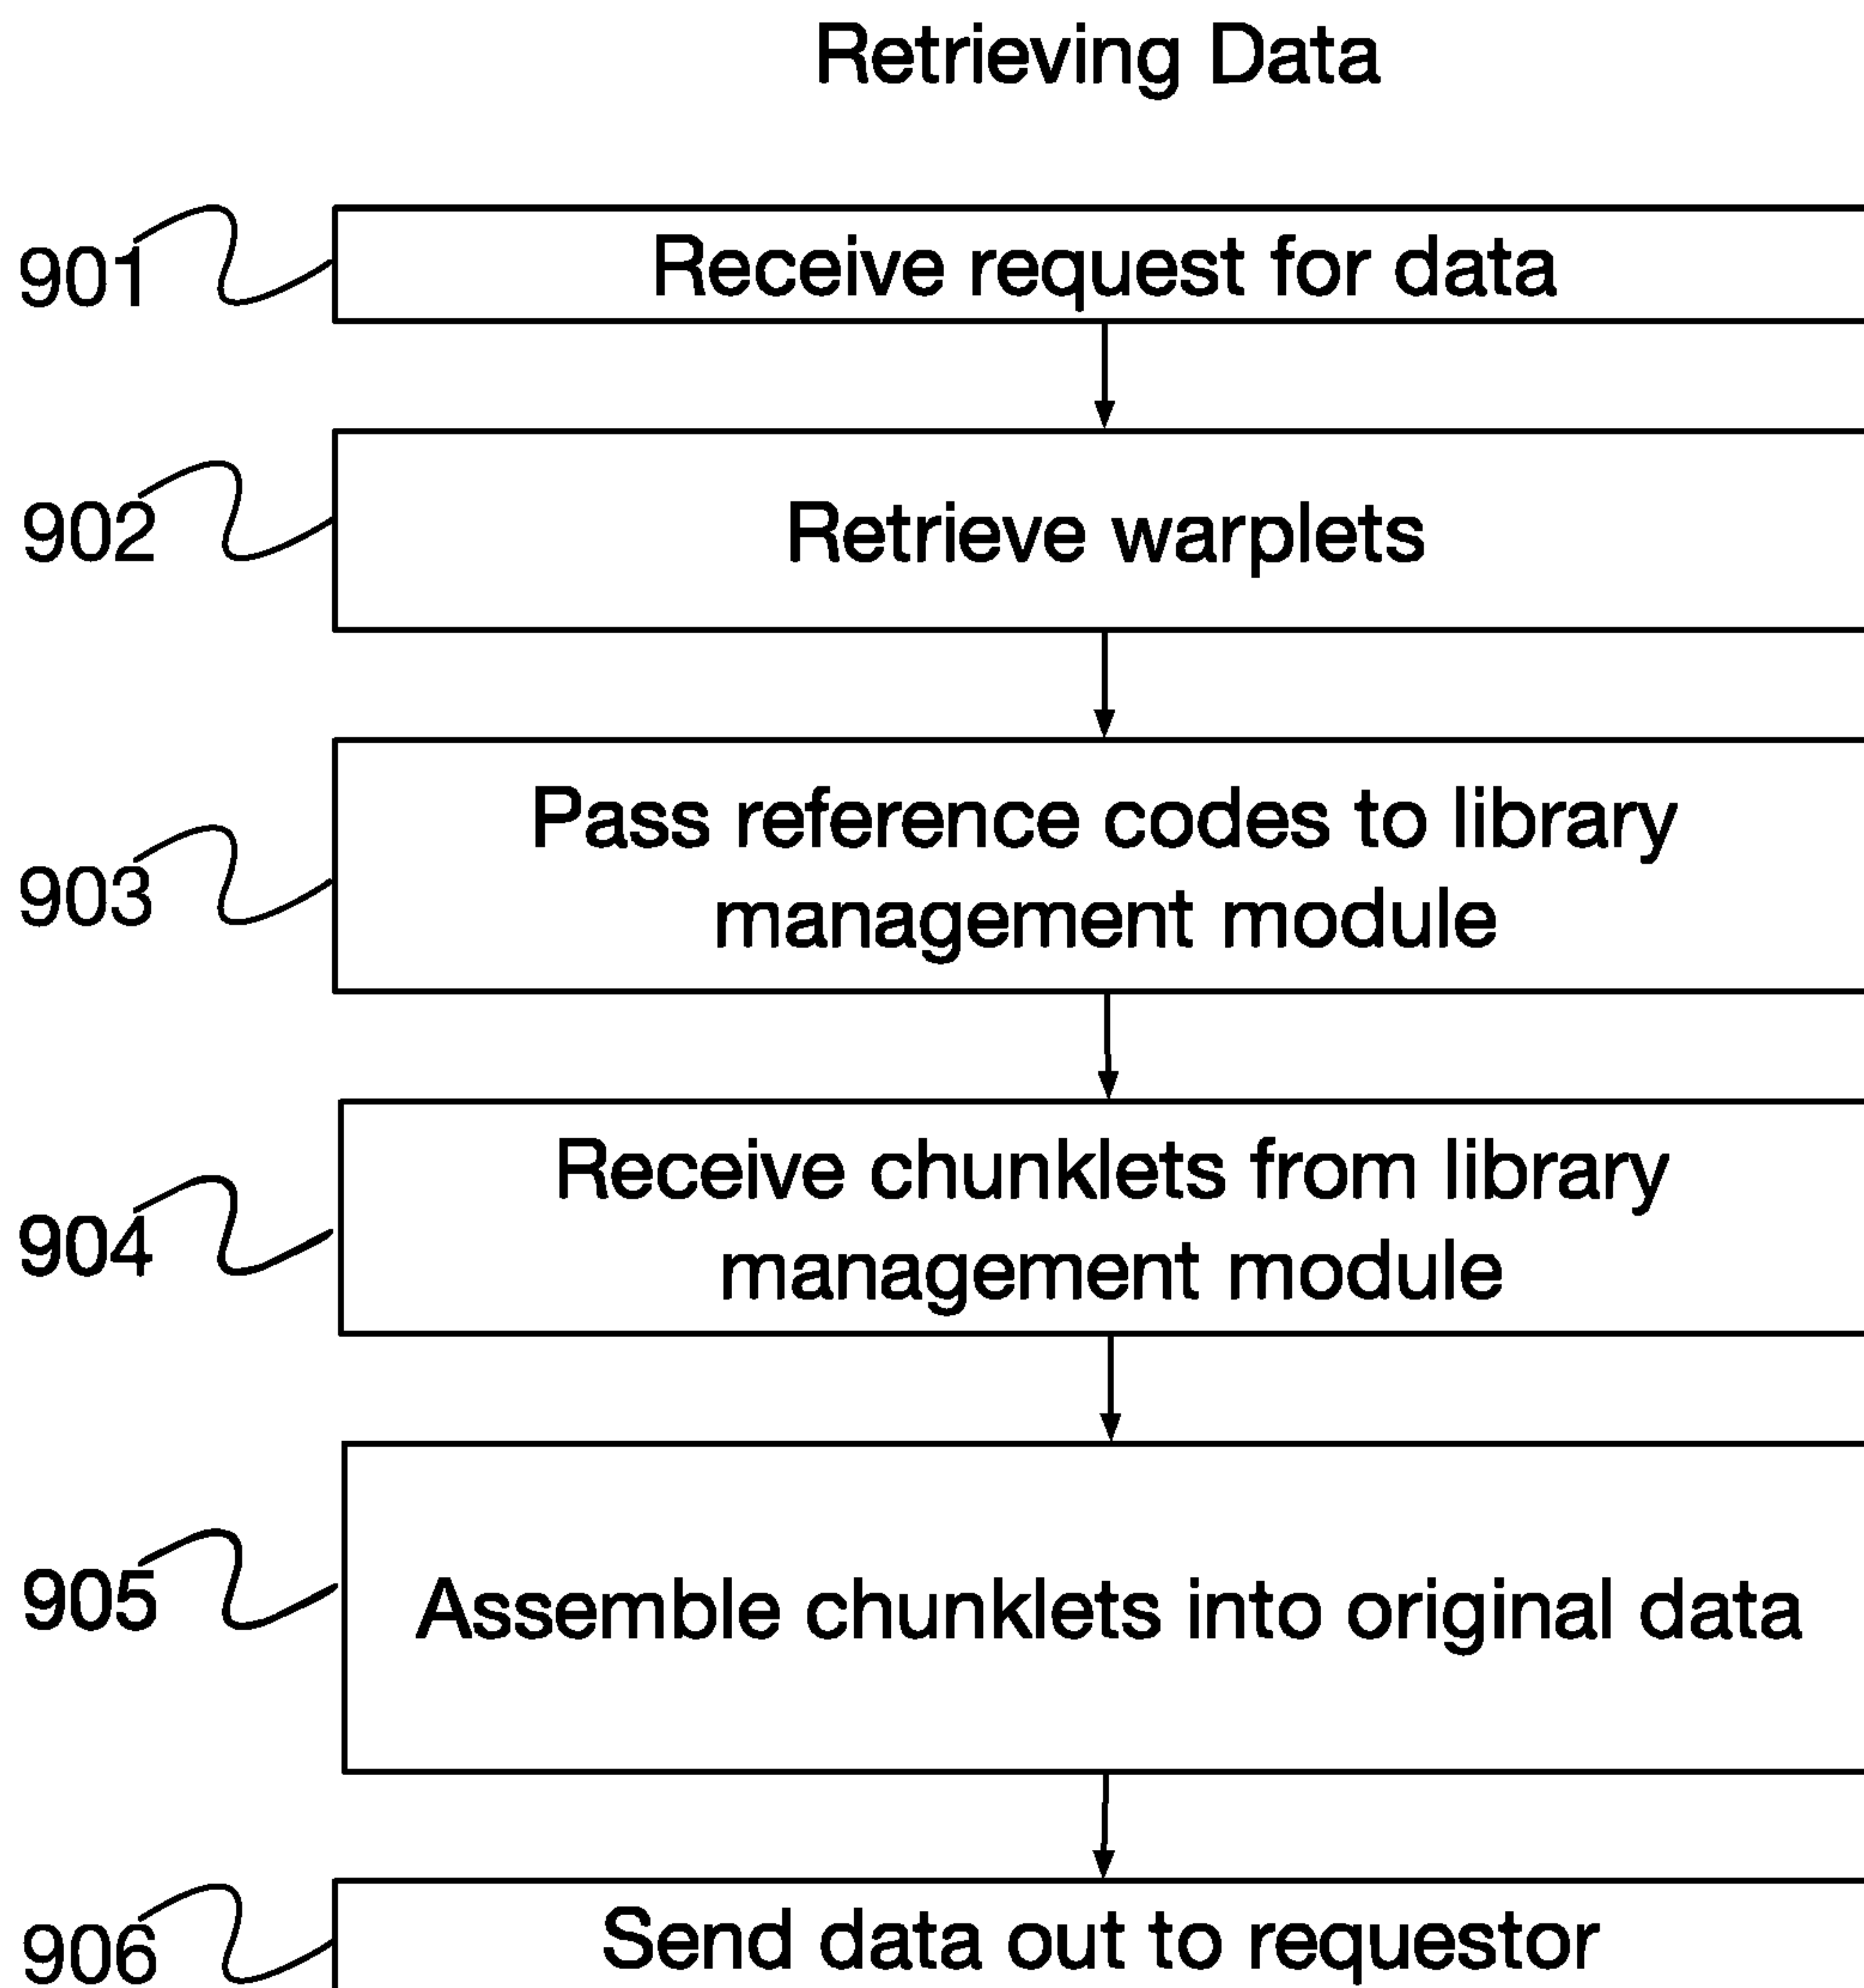 Retrieving Data
901
Receive request for data
902
Retrieve warplets
903
Pass reference codes to library
management module
904
Receive chunklets from library
management module
905
Assemble chunklets into original data
906
Send data out to requestor